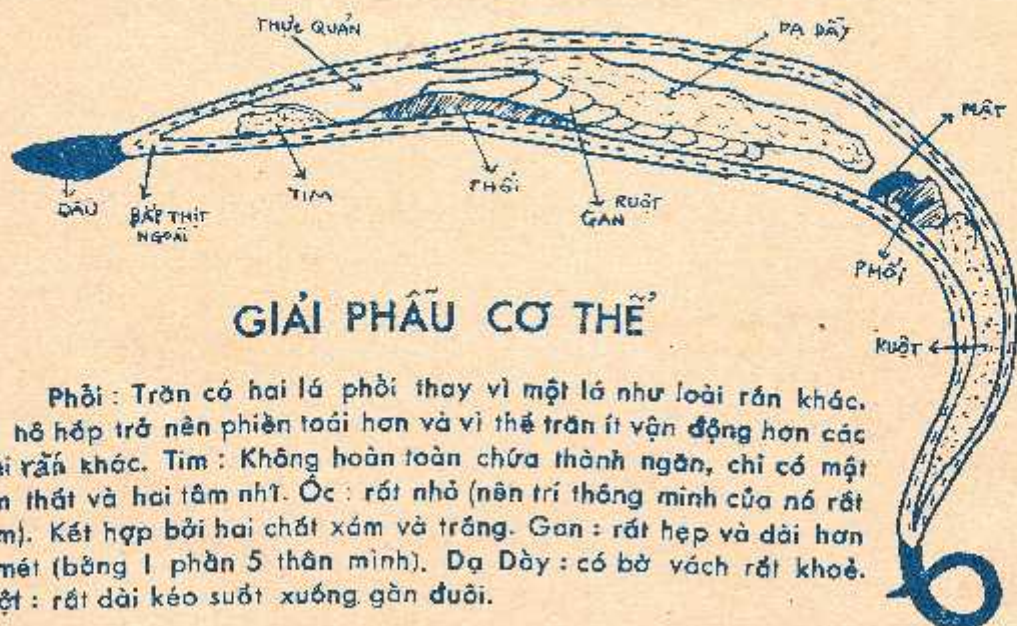 THỰC QUẢN
DẠ DẦY
MẬT
ĐẦU
BẮP THỊT
NGOÀI
TIM
PHỔI
RUỘT
GAN
PHỔI
RUỘT
GIẢI PHẪU CƠ THỂ
Phổi : Trăn có hai lá phổi thay vì một lá như loài rắn khác.
hô hấp trở nên phiền toái hơn và vì thế trăn ít vận động hơn các
rắn khác. Tim : Không hoàn toàn chứa thành ngăn, chỉ có một
thất và hai tâm nhĩ. Óc : rất nhỏ (nên trí thông minh của nó rất
Kết hợp bởi hai chất xám và trắng. Gan : rất hẹp và dài hơn
mét (bằng 1 phần 5 thân mình). Dạ Dày : có bờ vách rất khoẻ.
: rất dài kéo suốt xuống gần đuôi.